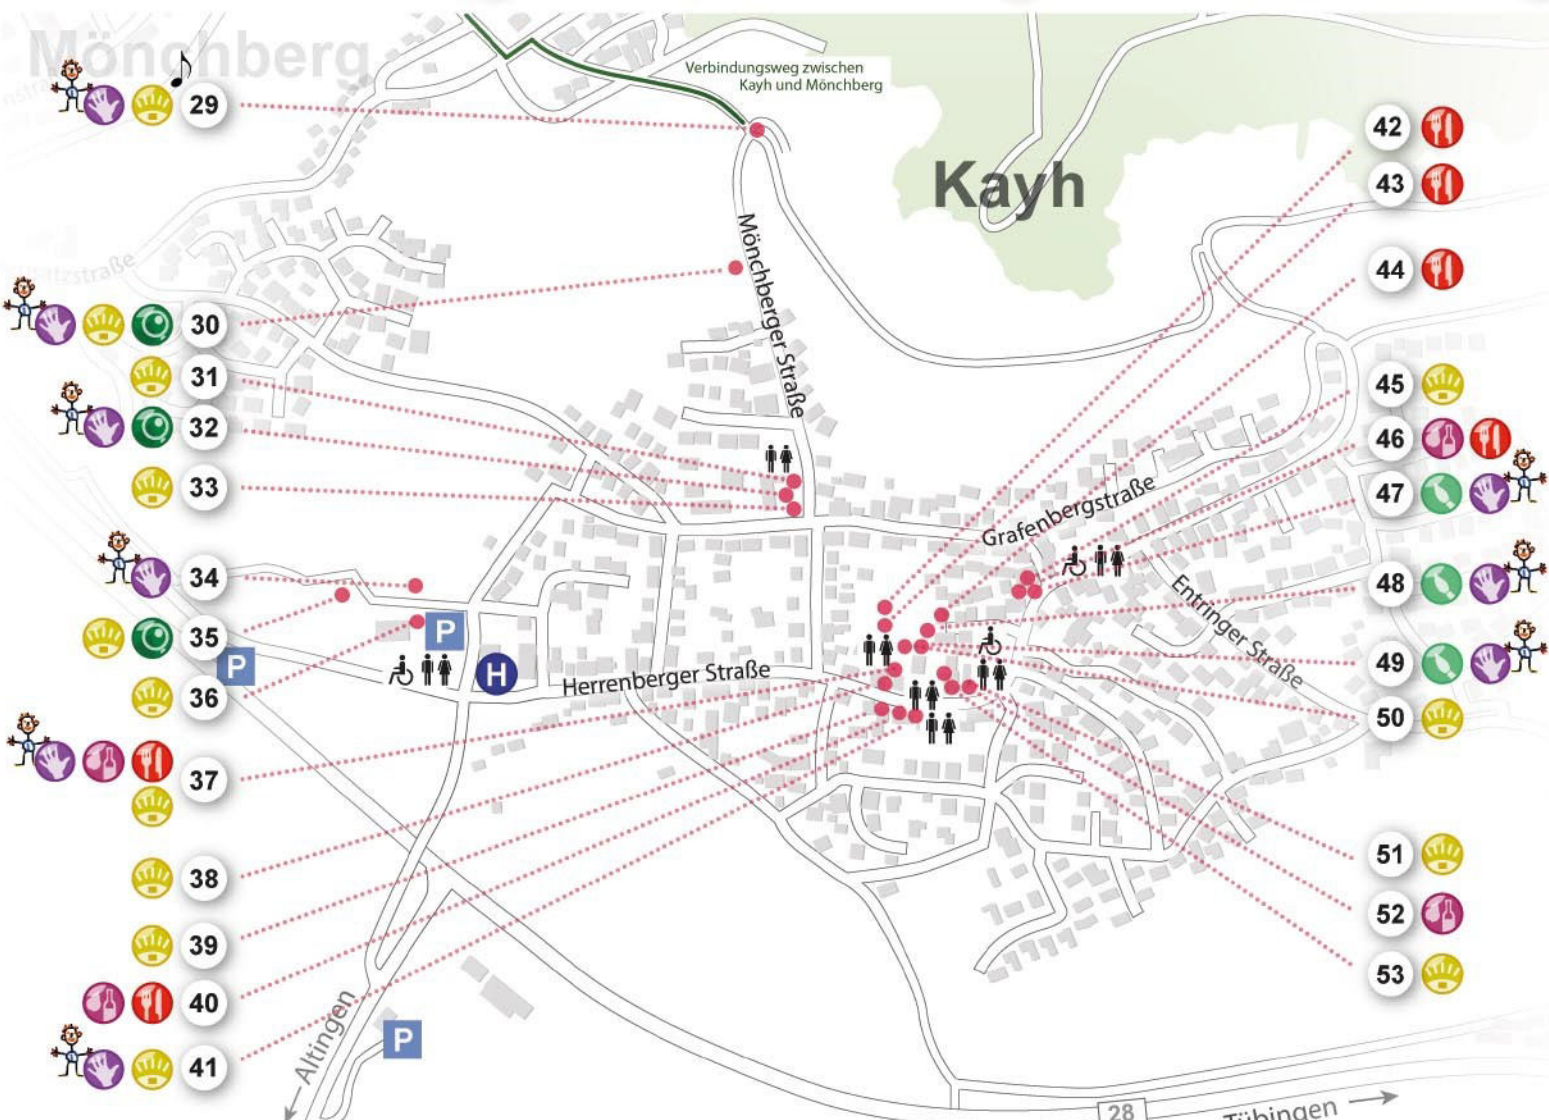 Mönchberg
Verbindungsweg zwischen
Kayh und Mönchberg
29
42
Kayh
43
44
Mönchberger Straße
30
31
32
33
45
46
47
Grafenbergstraße
34
48
Entringer Straße
35
P
P
H
Herrenberger Straße
49
36
50
37
38
51
39
52
40
53
41
Altingen
P
28
Tübingen